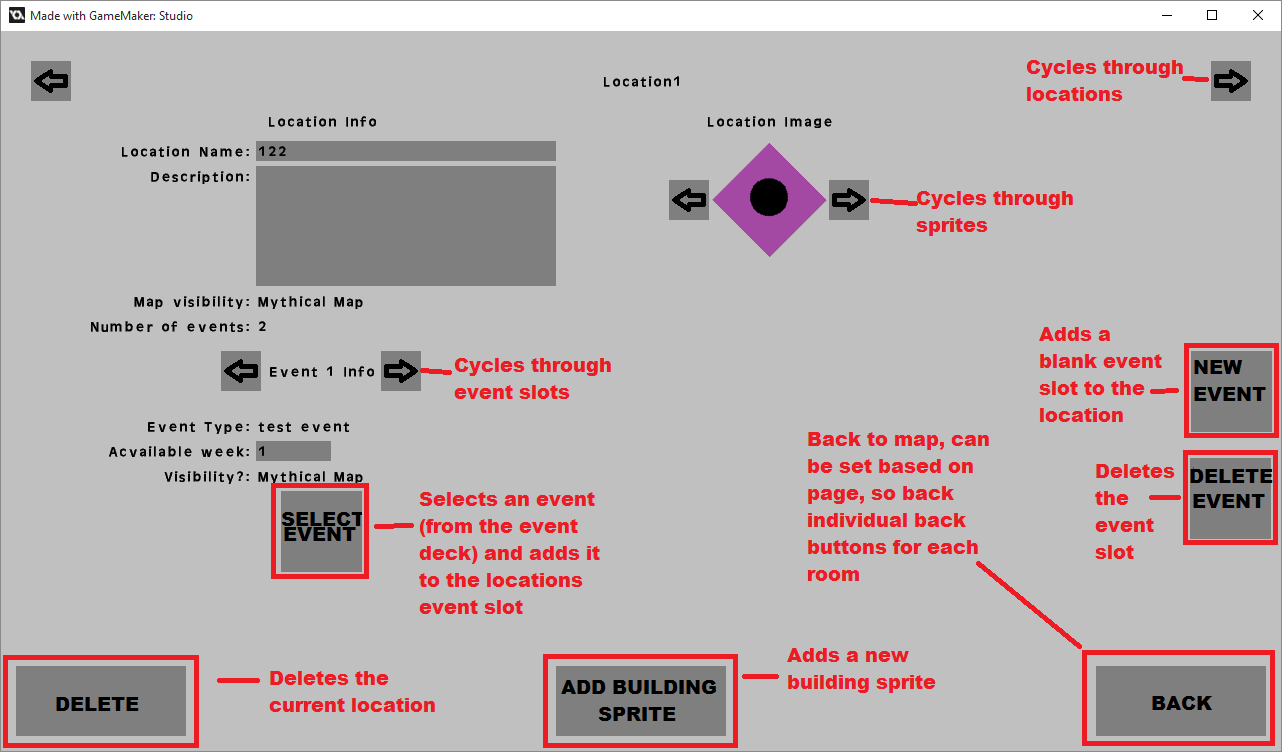 Made with GameMaker: Studio
Location1
Cycles through
locations
Location Info
Location Image
Location Name: 122
Description:
Cycles through
sprites
Map visibility: Mythical Map
Number of events: 2
Event 1 Info
Cycles through
event slots
Adds a
blank event
slot to the
location
NEW
EVENT
Event Type: test event
Acvailable week: 1
Visibility?: Mythical Map
SELECT
EVENT
Selects an event
(from the event
deck) and adds it
to the locations
event slot
Back to map, can
be set based on
page, so back
individual back
buttons for each
room
Deletes
the
event
slot
DELETE
EVENT
DELETE
Deletes the
current location
ADD BUILDING
SPRITE
Adds a new
building sprite
BACK